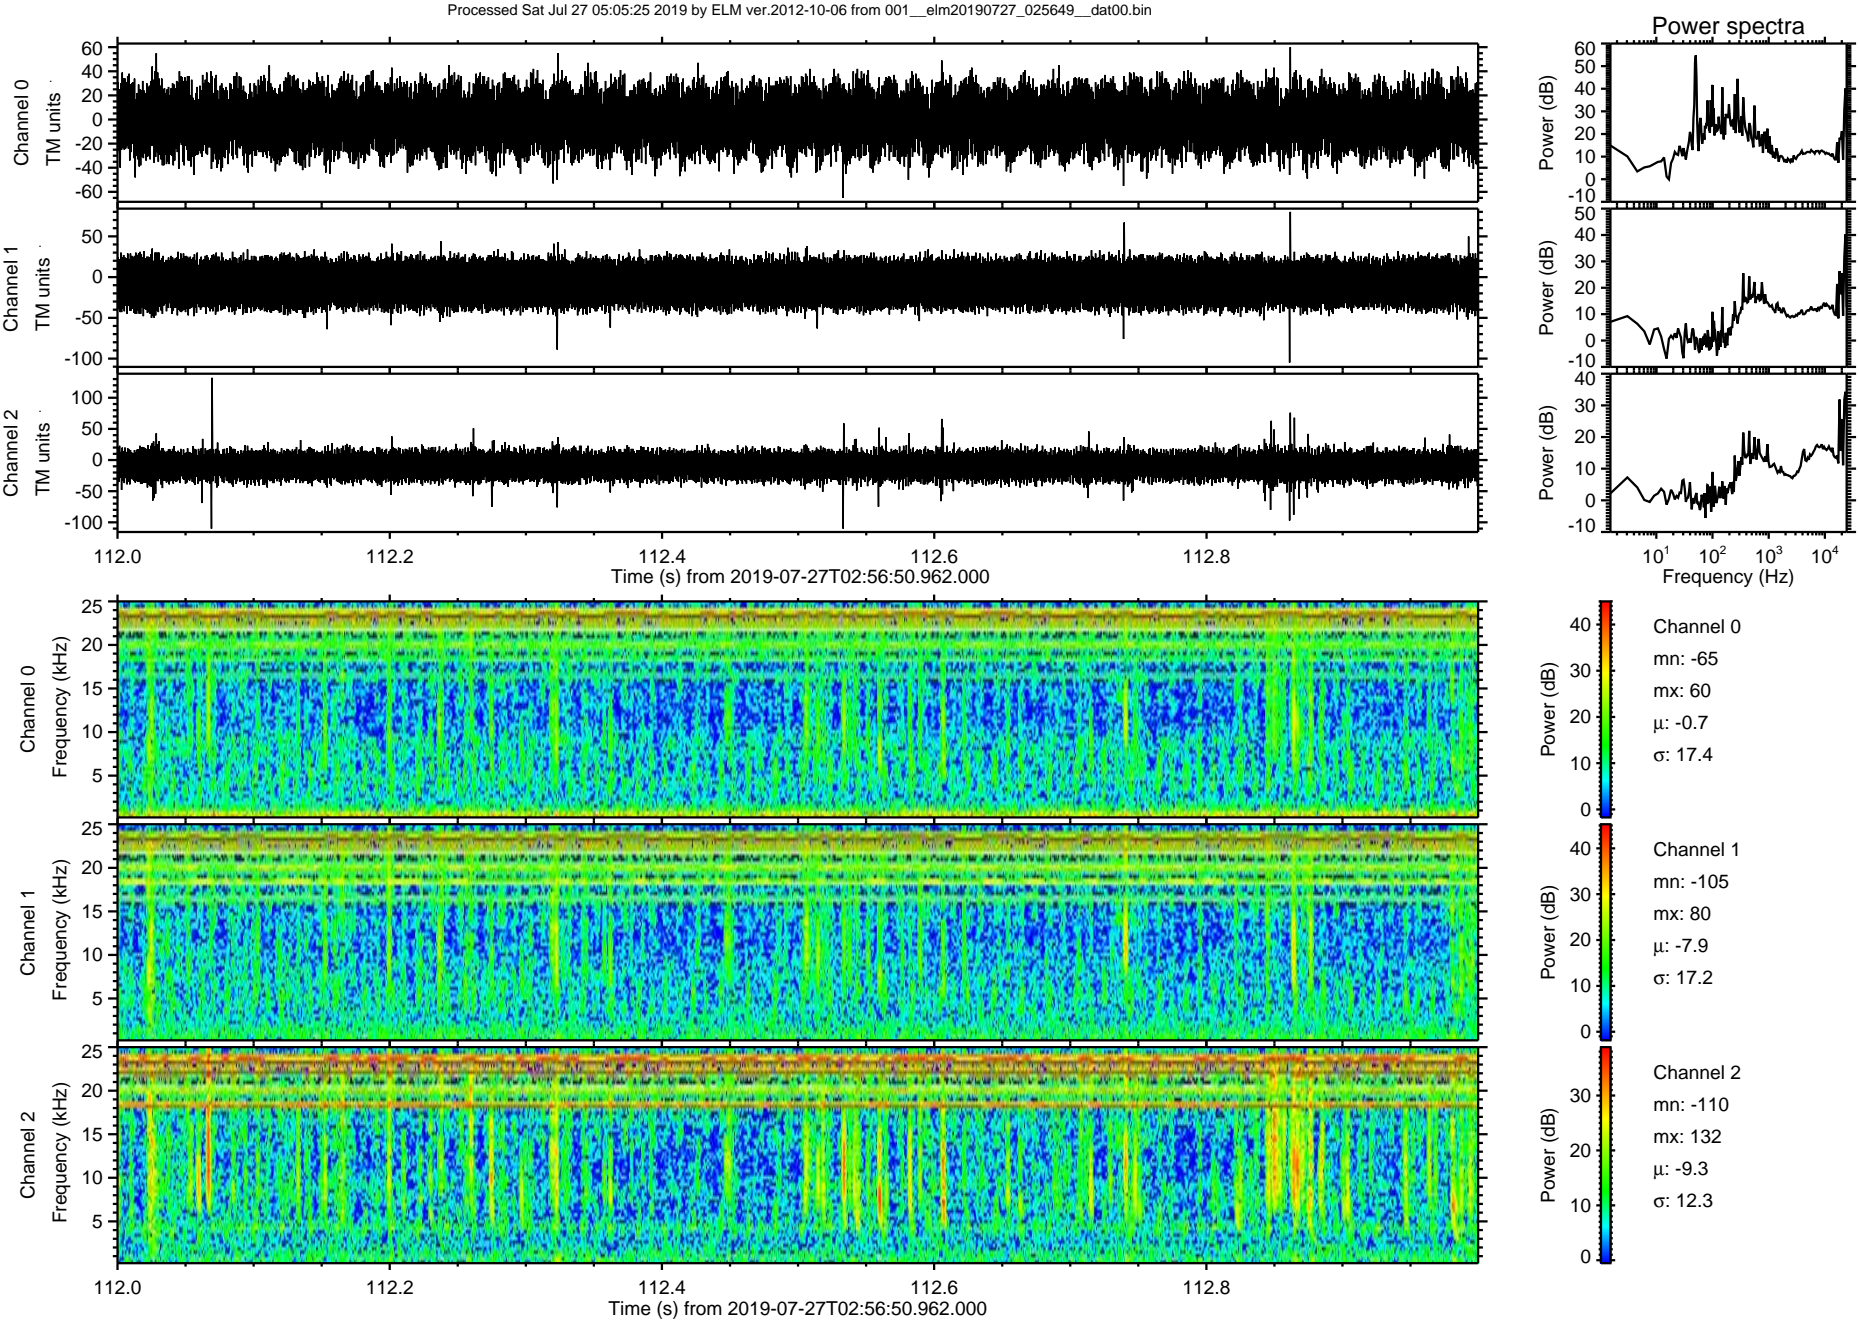 Processed Sat Jul 27 05:05:25 2019 by ELM ver.2012-10-06 from 001__elm20190727_025649__dat00.bin
Power spectra
Channel 0
TM units
60
40
20
0
-20
-40
-60
Power (dB)
60
50
40
30
20
10
0
-10
Channel 1
TM units
50
0
-50
-100
Power (dB)
50
40
30
20
10
0
-10
Channel 2
TM units
100
50
0
-50
-100
Power (dB)
40
30
20
10
0
-10
112.0 112.2 112.4 112.6 112.8
Time (s) from 2019-07-27T02:56:50.962.000
10¹ 10² 10³ 10⁴
Frequency (Hz)
Channel 0
Frequency (kHz)
25
20
15
10
5
Power (dB)
40
30
20
10
0
Channel 0
mn: -65
mx: 60
μ: -0.7
σ: 17.4
Channel 1
Frequency (kHz)
25
20
15
10
5
Power (dB)
40
30
20
10
0
Channel 1
mn: -105
mx: 80
μ: -7.9
σ: 17.2
Channel 2
Frequency (kHz)
25
20
15
10
5
Power (dB)
30
20
10
0
Channel 2
mn: -110
mx: 132
μ: -9.3
σ: 12.3
112.0 112.2 112.4 112.6 112.8
Time (s) from 2019-07-27T02:56:50.962.000